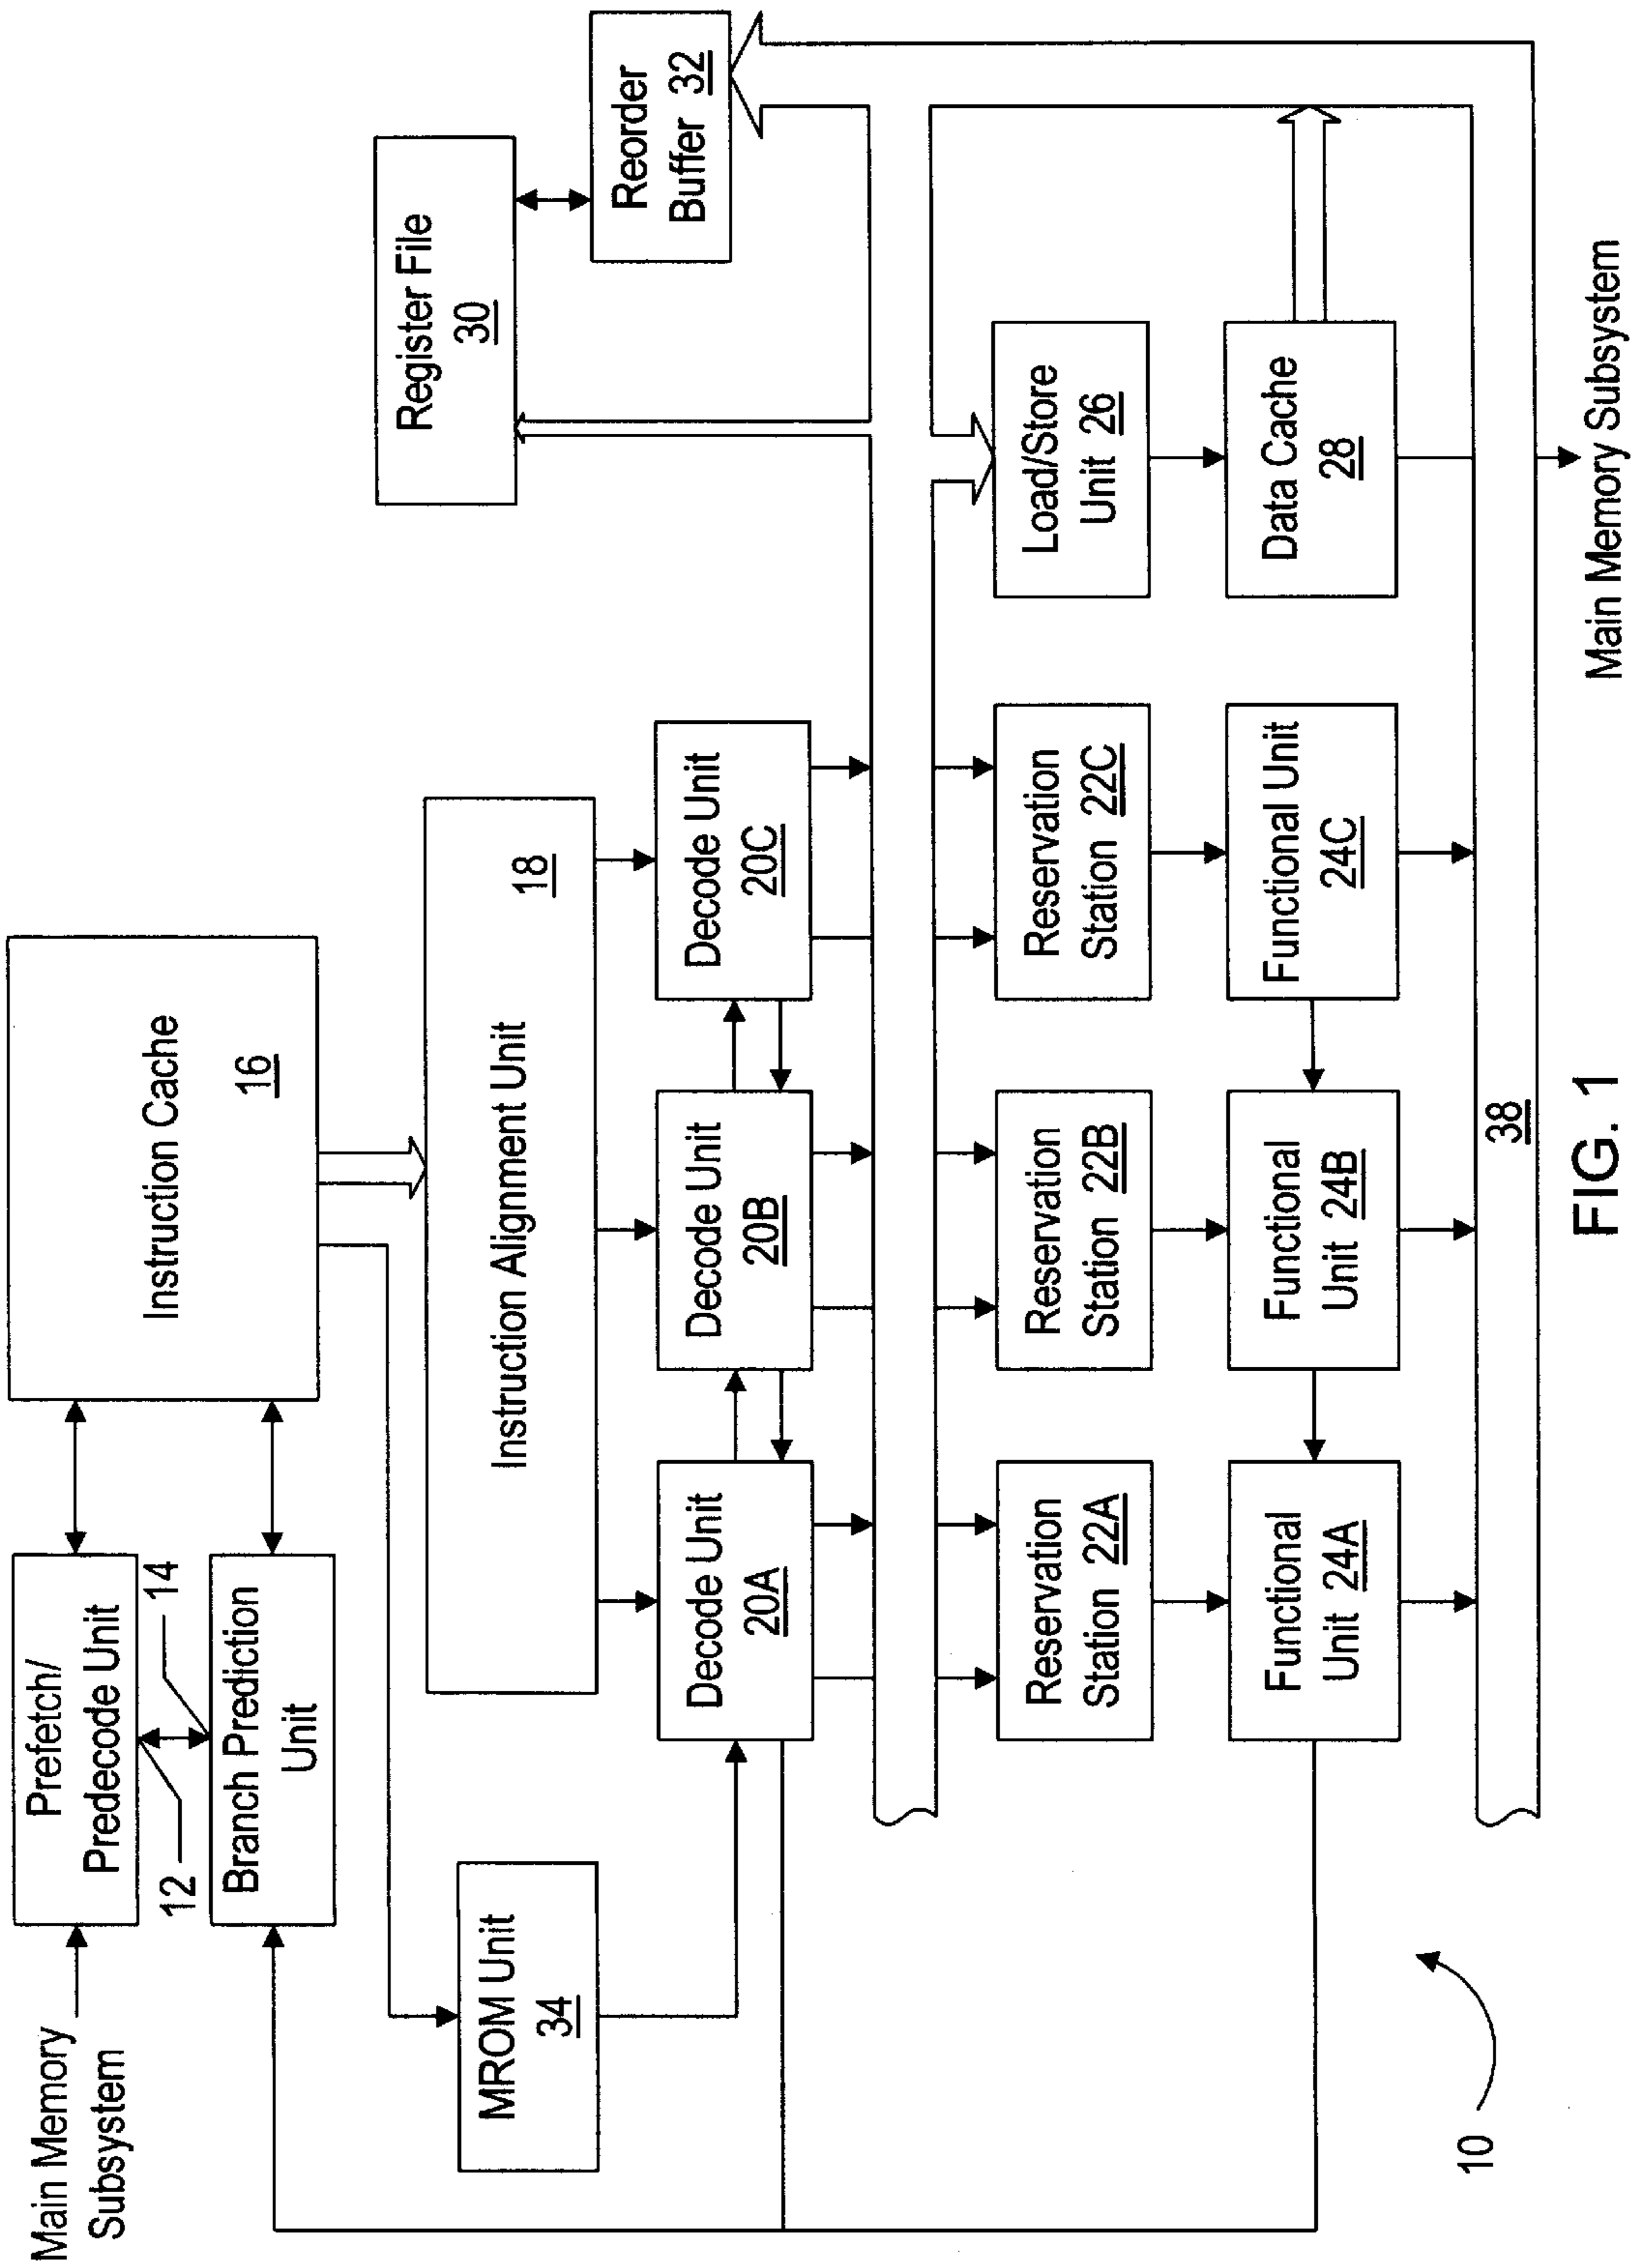 Main Memory
Subsystem
Prefetch/
Predecode Unit
12
14
Branch Prediction
Unit
Instruction Cache
16
MROM Unit
34
Instruction Alignment Unit
18
Register File
30
Reorder
Buffer 32
Decode Unit
20A
Decode Unit
20B
Decode Unit
20C
Reservation
Station 22A
Reservation
Station 22B
Reservation
Station 22C
Load/Store
Unit 26
Functional
Unit 24A
Functional
Unit 24B
Functional Unit
24C
Data Cache
28
38
10
Main Memory Subsystem
FIG. 1